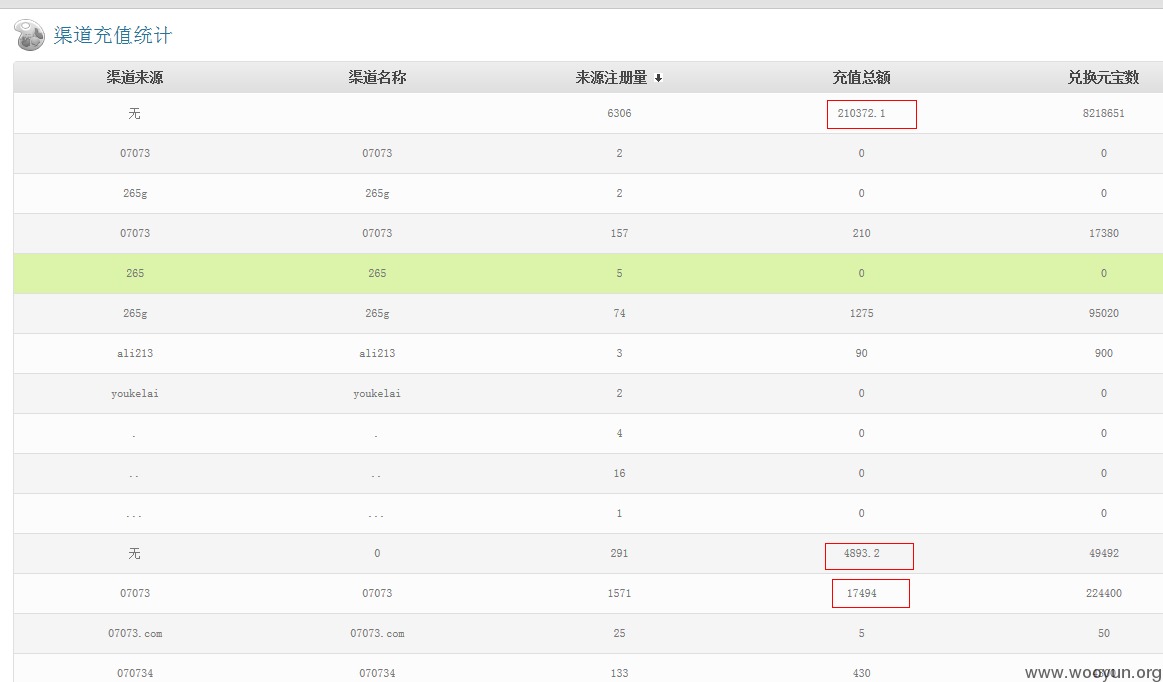 渠道充值统计
渠道来源 渠道名称 来源注册量 充值总额 兑换元宝数
无 6306 210372.1 8218651
07073 07073 2 0 0
265g 265g 2 0 0
07073 07073 157 210 17380
265 265 5 0 0
265g 265g 74 1275 95020
ali213 ali213 3 90 900
youkelai youkelai 2 0 0
. . 4 0 0
.. .. 16 0 0
... ... 1 0 0
无 0 291 4893.2 49492
07073 07073 1571 17494 224400
07073.com 07073.com 25 5 50
070734 070734 133 430
www.wooyun.org